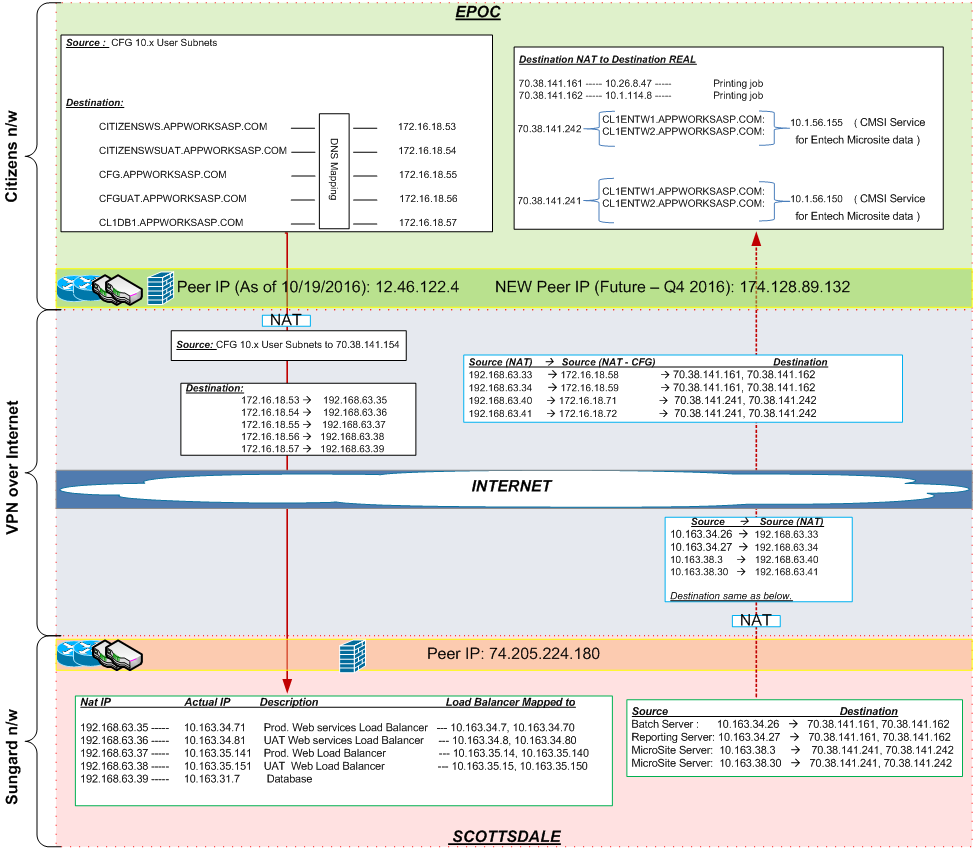 EPOC
Citizens n/w
Source : CFG 10.x User Subnets
Destination:
CITIZENSWS.APPWORKSASP.COM 172.16.18.53
CITIZENSWSUAT.APPWORKSASP.COM 172.16.18.54
CFG.APPWORKSASP.COM 172.16.18.55
CFGUAT.APPWORKSASP.COM 172.16.18.56
CL1DB1.APPWORKSASP.COM 172.16.18.57
DNS Mapping
Destination NAT to Destination REAL
70.38.141.161 ----- 10.26.8.47 ----- Printing job
70.38.141.162 ----- 10.1.114.8 ----- Printing job
70.38.141.242
CL1ENTW1.APPWORKSASP.COM:
CL1ENTW2.APPWORKSASP.COM:
10.1.56.155 ( CMSI Service
for Entech Microsite data )
70.38.141.241
CL1ENTW1.APPWORKSASP.COM:
CL1ENTW2.APPWORKSASP.COM:
10.1.56.150 ( CMSI Service
for Entech Microsite data )
Peer IP (As of 10/19/2016): 12.46.122.4 NEW Peer IP (Future – Q4 2016): 174.128.89.132
VPN over Internet
NAT
Source: CFG 10.x User Subnets to 70.38.141.154
Destination:
172.16.18.53 → 192.168.63.35
172.16.18.54 → 192.168.63.36
172.16.18.55 → 192.168.63.37
172.16.18.56 → 192.168.63.38
172.16.18.57 → 192.168.63.39
Source (NAT) → Source (NAT - CFG) Destination
192.168.63.33 → 172.16.18.58 → 70.38.141.161, 70.38.141.162
192.168.63.34 → 172.16.18.59 → 70.38.141.161, 70.38.141.162
192.168.63.40 → 172.16.18.71 → 70.38.141.241, 70.38.141.242
192.168.63.41 → 172.16.18.72 → 70.38.141.241, 70.38.141.242
INTERNET
Source → Source (NAT)
10.163.34.26 → 192.168.63.33
10.163.34.27 → 192.168.63.34
10.163.38.3 → 192.168.63.40
10.163.38.30 → 192.168.63.41
Destination same as below.
NAT
Peer IP: 74.205.224.180
Sungard n/w
Nat IP Actual IP Description Load Balancer Mapped to
192.168.63.35 ----- 10.163.34.71 Prod. Web services Load Balancer --- 10.163.34.7, 10.163.34.70
192.168.63.36 ----- 10.163.34.81 UAT Web services Load Balancer --- 10.163.34.8, 10.163.34.80
192.168.63.37 ----- 10.163.35.141 Prod. Web Load Balancer --- 10.163.35.14, 10.163.35.140
192.168.63.38 ----- 10.163.35.151 UAT Web Load Balancer --- 10.163.35.15, 10.163.35.150
192.168.63.39 ----- 10.163.31.7 Database
Source Destination
Batch Server : 10.163.34.26 → 70.38.141.161, 70.38.141.162
Reporting Server: 10.163.34.27 → 70.38.141.161, 70.38.141.162
MicroSite Server: 10.163.38.3 → 70.38.141.241, 70.38.141.242
MicroSite Server: 10.163.38.30 → 70.38.141.241, 70.38.141.242
SCOTTSDALE